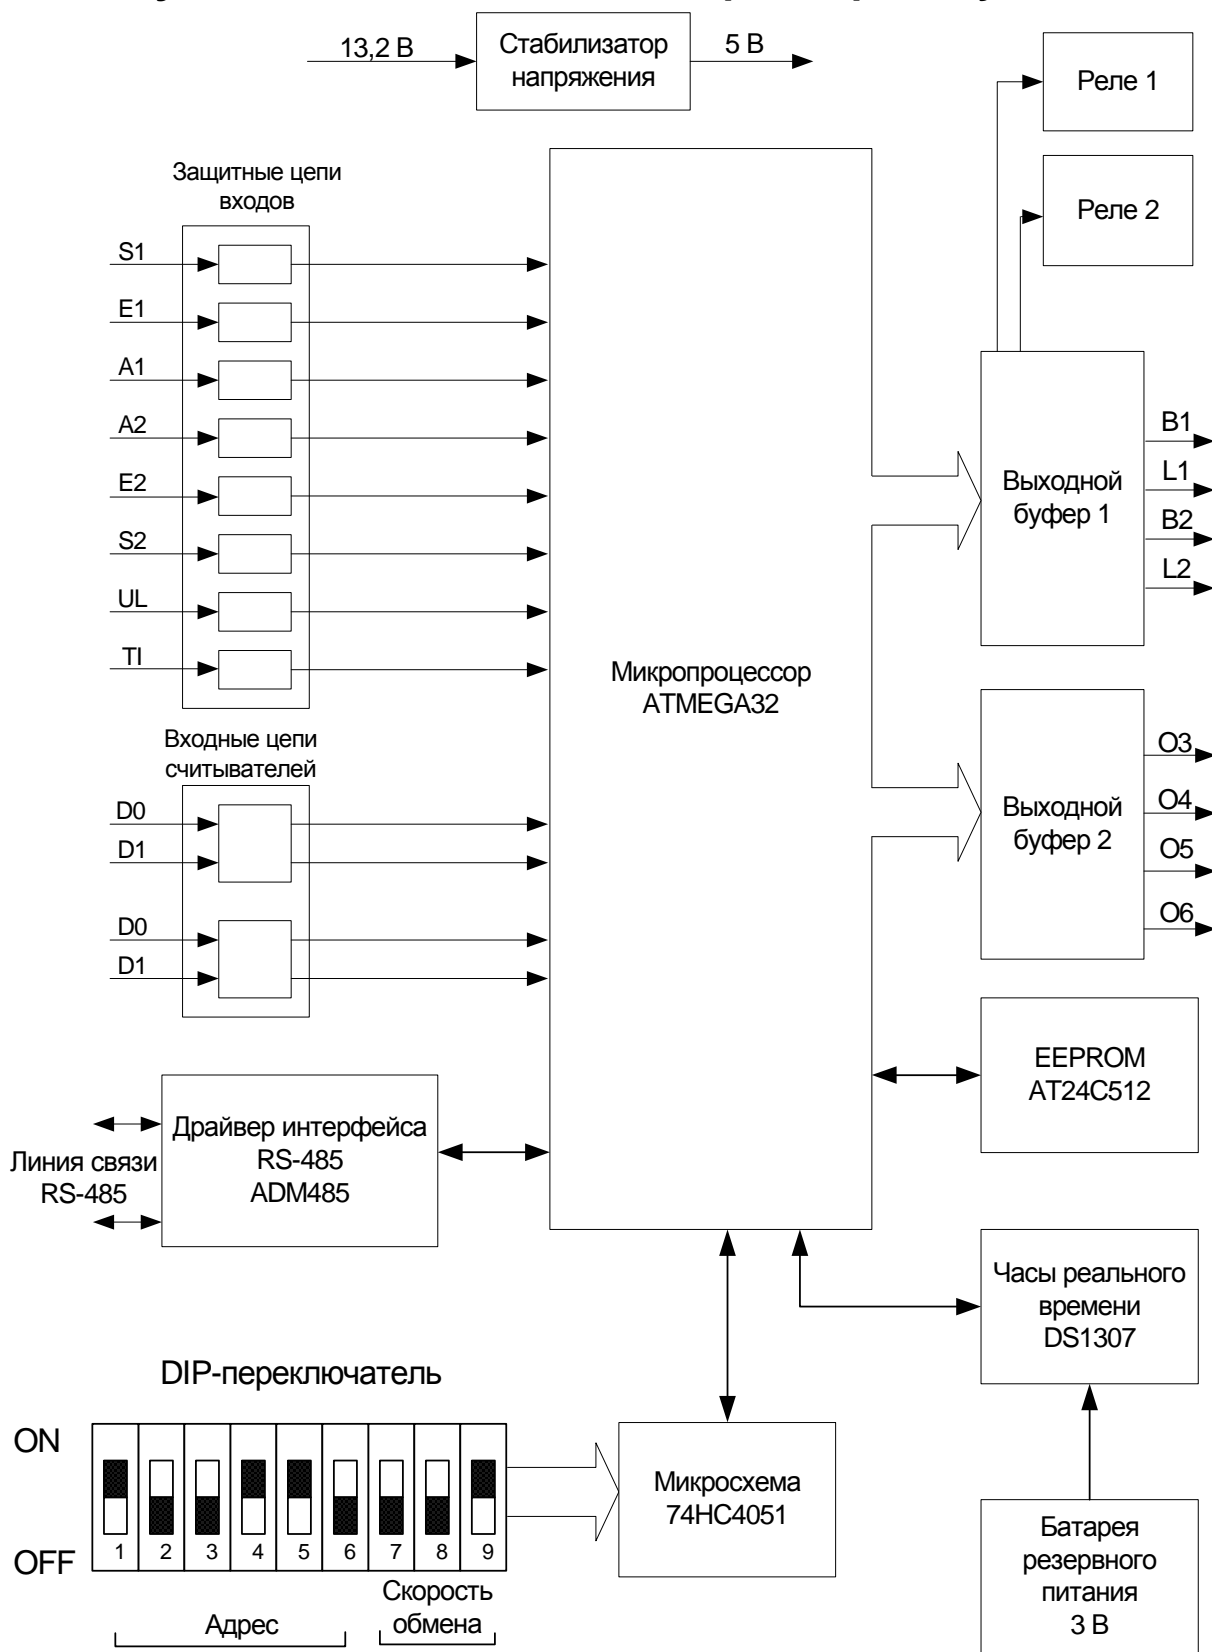 13,2 В
Стабилизатор
напряжения
5 В
Реле 1
Реле 2
Защитные цепи
входов
S1
E1
A1
A2
E2
S2
UL
TI
Входные цепи
считывателей
D0
D1
D0
D1
Микропроцессор
ATMEGA32
Выходной
буфер 1
B1
L1
B2
L2
Выходной
буфер 2
O3
O4
O5
O6
EEPROM
AT24C512
Линия связи
RS-485
Драйвер интерфейса
RS-485
ADM485
Часы реального
времени
DS1307
DIP-переключатель
ON
OFF
1 2 3 4 5 6 7 8 9
Адрес
Скорость
обмена
Микросхема
74HC4051
Батарея
резервного
питания
3 В